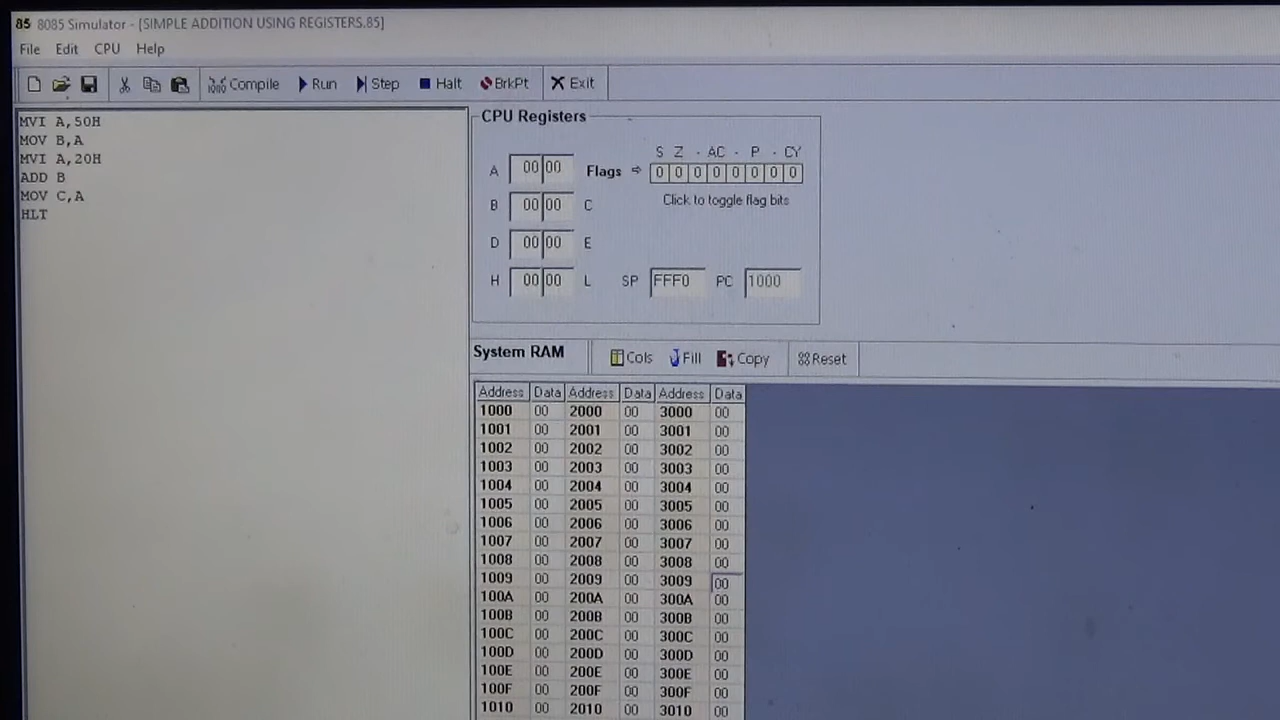 85 8085 Simulator - [SIMPLE ADDITION USING REGISTERS.85]
File Edit CPU Help
Compile Run Step Halt BrkPt Exit
MVI A,50H
MOV B,A
MVI A,20H
ADD B
MOV C,A
HLT
CPU Registers
S Z - AC - P - CY
A 00 00 Flags ⇨ 0 0 0 0 0 0 0 0
Click to toggle flag bits
B 00 00 C
D 00 00 E
H 00 00 L SP FFF0 PC 1000
System RAM Cols Fill Copy Reset
Address Data Address Data Address Data
1000 00 2000 00 3000 00
1001 00 2001 00 3001 00
1002 00 2002 00 3002 00
1003 00 2003 00 3003 00
1004 00 2004 00 3004 00
1005 00 2005 00 3005 00
1006 00 2006 00 3006 00
1007 00 2007 00 3007 00
1008 00 2008 00 3008 00
1009 00 2009 00 3009 00
100A 00 200A 00 300A 00
100B 00 200B 00 300B 00
100C 00 200C 00 300C 00
100D 00 200D 00 300D 00
100E 00 200E 00 300E 00
100F 00 200F 00 300F 00
1010 00 2010 00 3010 00